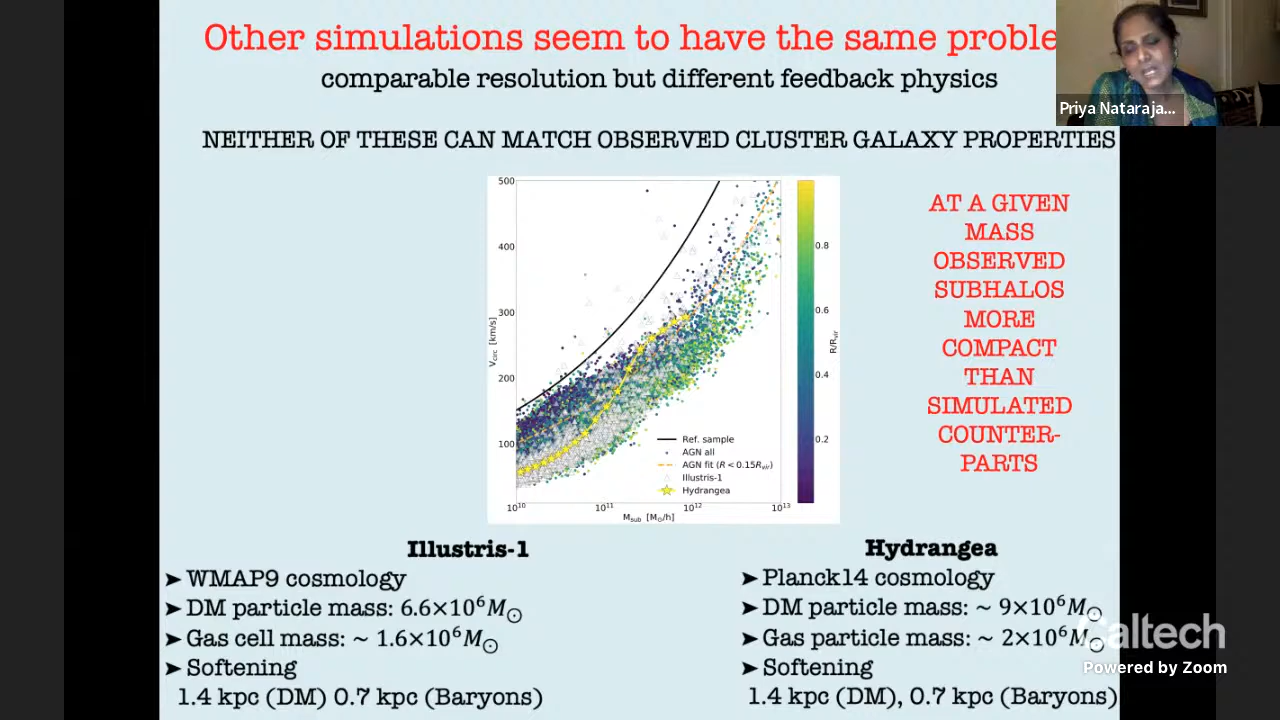 Other simulations seem to have the same proble
comparable resolution but different feedback physics
Priya Nataraja...
NEITHER OF THESE CAN MATCH OBSERVED CLUSTER GALAXY PROPERTIES
500
400
300
200
100
V_circ [km/s]
10^10
10^11
10^12
10^13
M_sub [M_⊙/h]
Ref. sample
AGN all
AGN fit (R < 0.15R_vir)
Illustris-1
Hydrangea
0.8
0.6
0.4
0.2
R/R_vir
AT A GIVEN
MASS
OBSERVED
SUBHALOS
MORE
COMPACT
THAN
SIMULATED
COUNTER-
PARTS
Illustris-1
➤ WMAP9 cosmology
➤ DM particle mass: 6.6×10^6 M_⊙
➤ Gas cell mass: ~ 1.6×10^6 M_⊙
➤ Softening
1.4 kpc (DM) 0.7 kpc (Baryons)
Hydrangea
➤ Planck14 cosmology
➤ DM particle mass: ~ 9×10^6 M_⊙
➤ Gas particle mass: ~ 2×10^6 M_⊙
➤ Softening
1.4 kpc (DM), 0.7 kpc (Baryons)
Caltech
Powered by Zoom